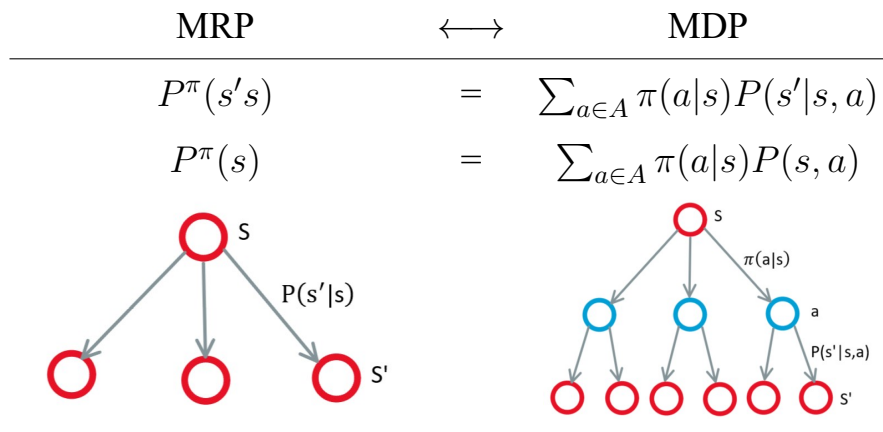 MRP ⟷ MDP
P^π(s's) = ∑_{a∈A} π(a|s)P(s'|s, a)
P^π(s) = ∑_{a∈A} π(a|s)P(s, a)
S
P(s'|s)
S'
S
π(a|s)
a
P(s'|s,a)
S'